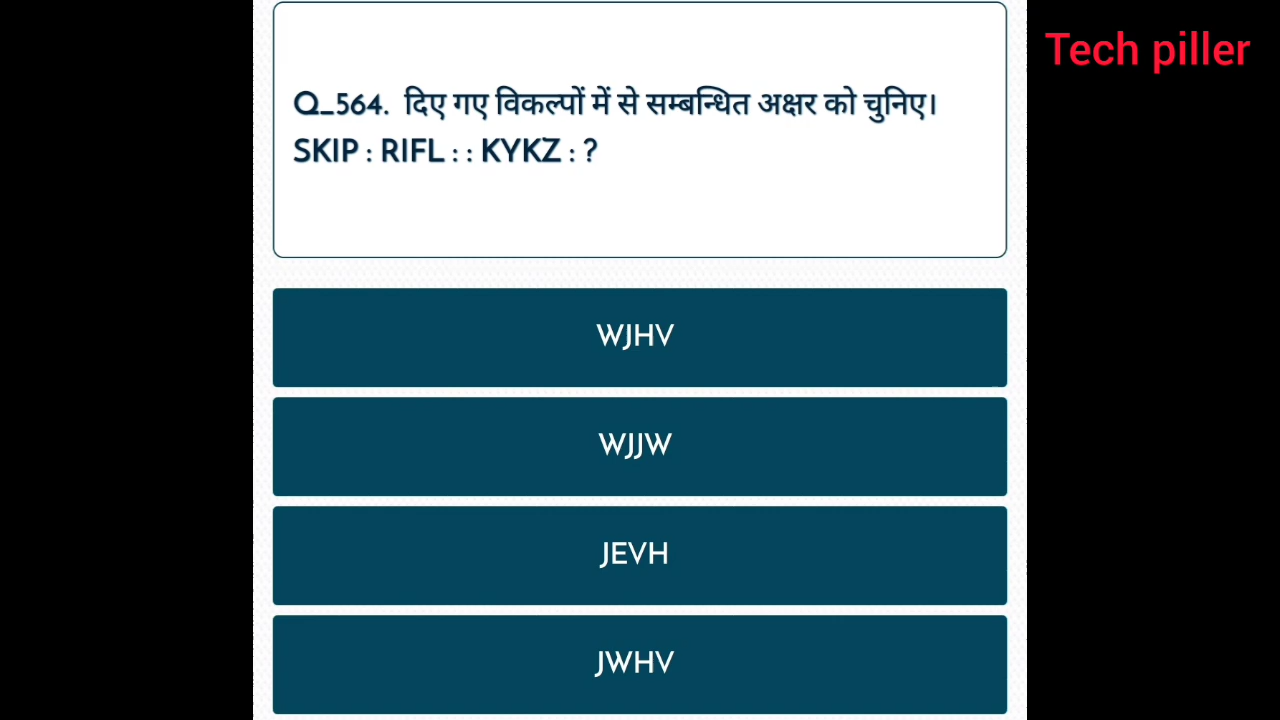 Tech piller
Q_564. दिए गए विकल्पों में से सम्बन्धित अक्षर को चुनिए।
SKIP : RIFL : : KYKZ : ?
WJHV
WJJW
JEVH
JWHV